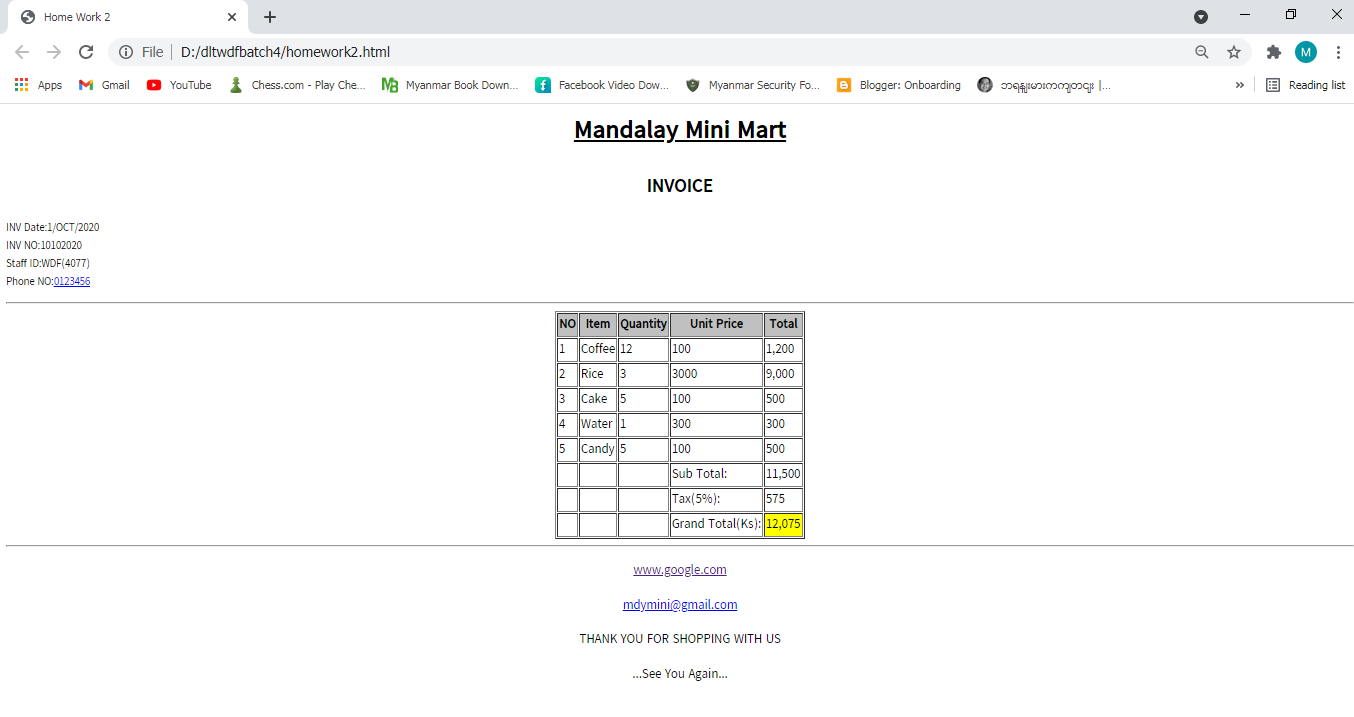 Home Work 2
File D:/dltwdfbatch4/homework2.html
M
Apps Gmail YouTube Chess.com - Play Che... Myanmar Book Down... Facebook Video Dow... Myanmar Security Fo... Blogger: Onboarding » Reading list
Mandalay Mini Mart
INVOICE
INV Date:1/OCT/2020
INV NO:10102020
Staff ID:WDF(4077)
Phone NO:0123456
NO Item Quantity Unit Price Total
1 Coffee 12 100 1,200
2 Rice 3 3000 9,000
3 Cake 5 100 500
4 Water 1 300 300
5 Candy 5 100 500
Sub Total: 11,500
Tax(5%): 575
Grand Total(Ks): 12,075
www.google.com
mdymini@gmail.com
THANK YOU FOR SHOPPING WITH US
...See You Again...